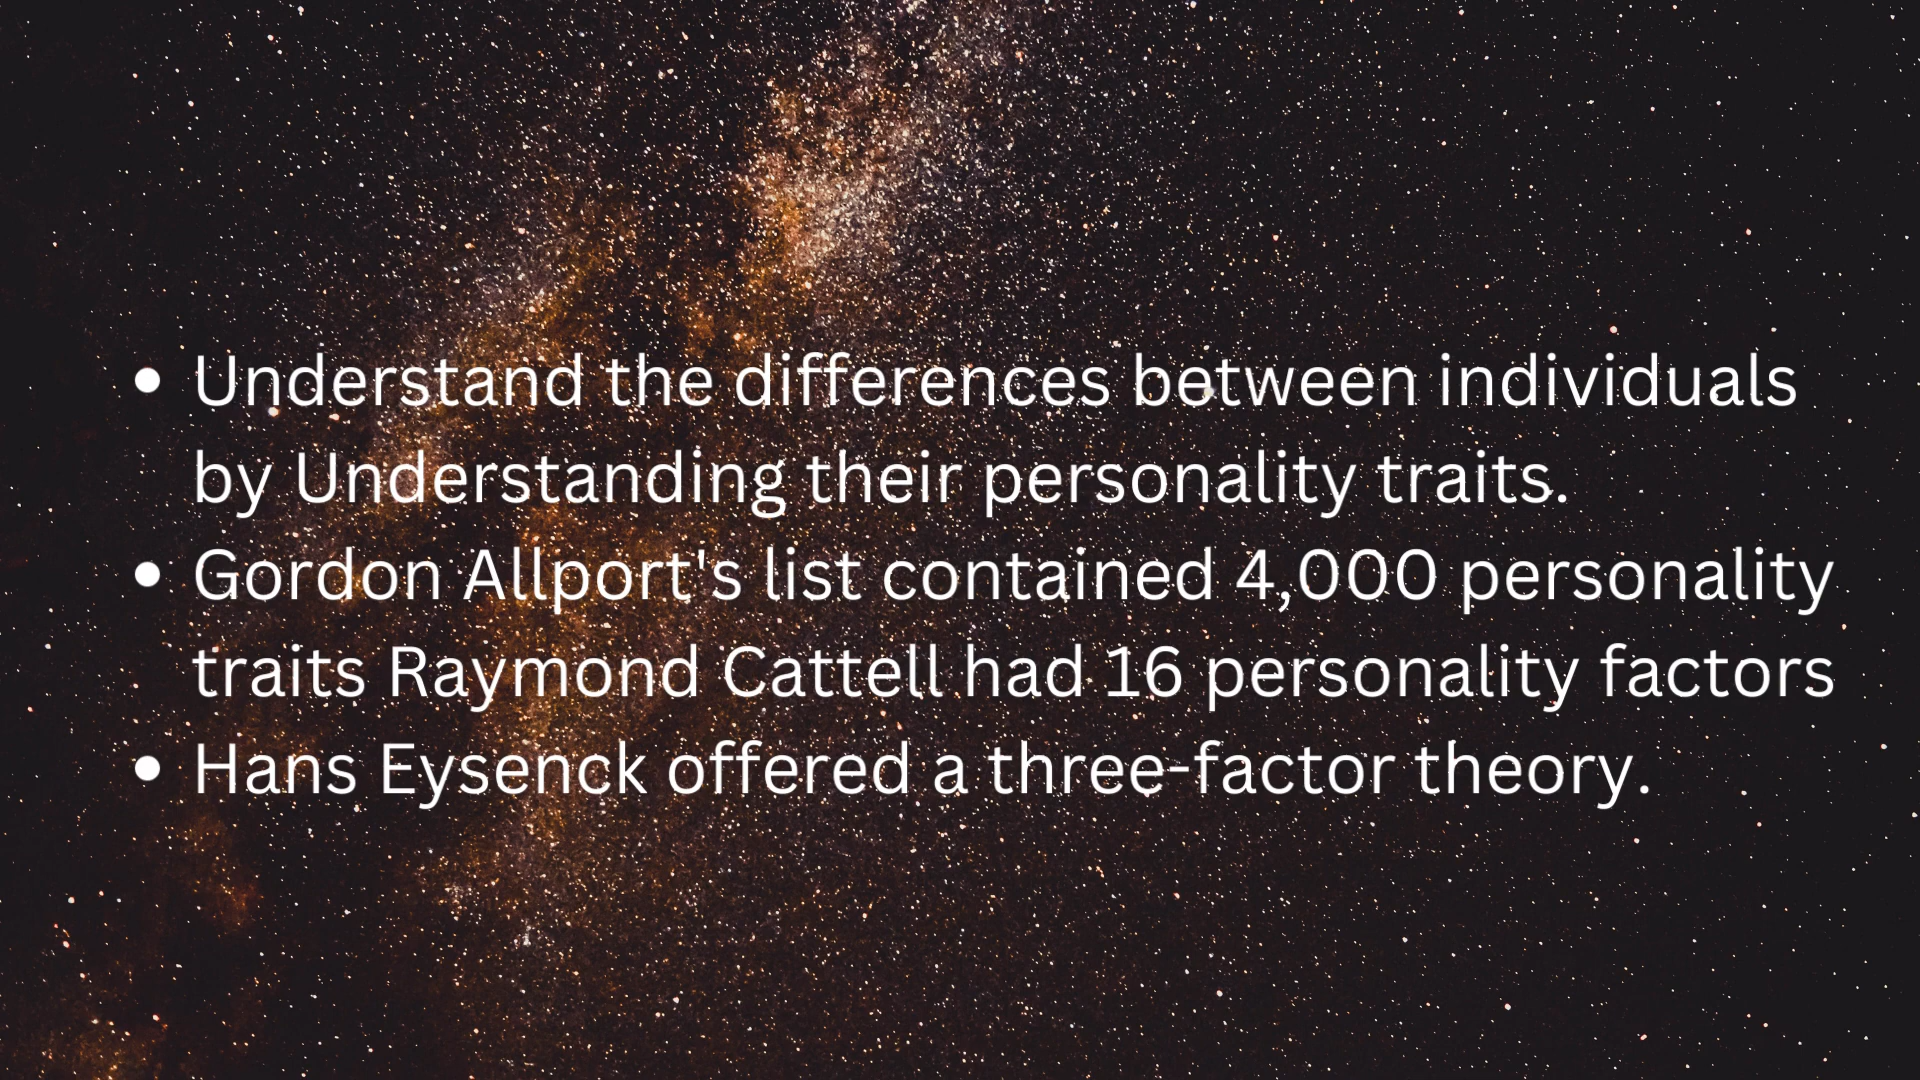 • Understand the differences between individuals
by Understanding their personality traits.
• Gordon Allport's list contained 4,000 personality
traits Raymond Cattell had 16 personality factors
• Hans Eysenck offered a three-factor theory.